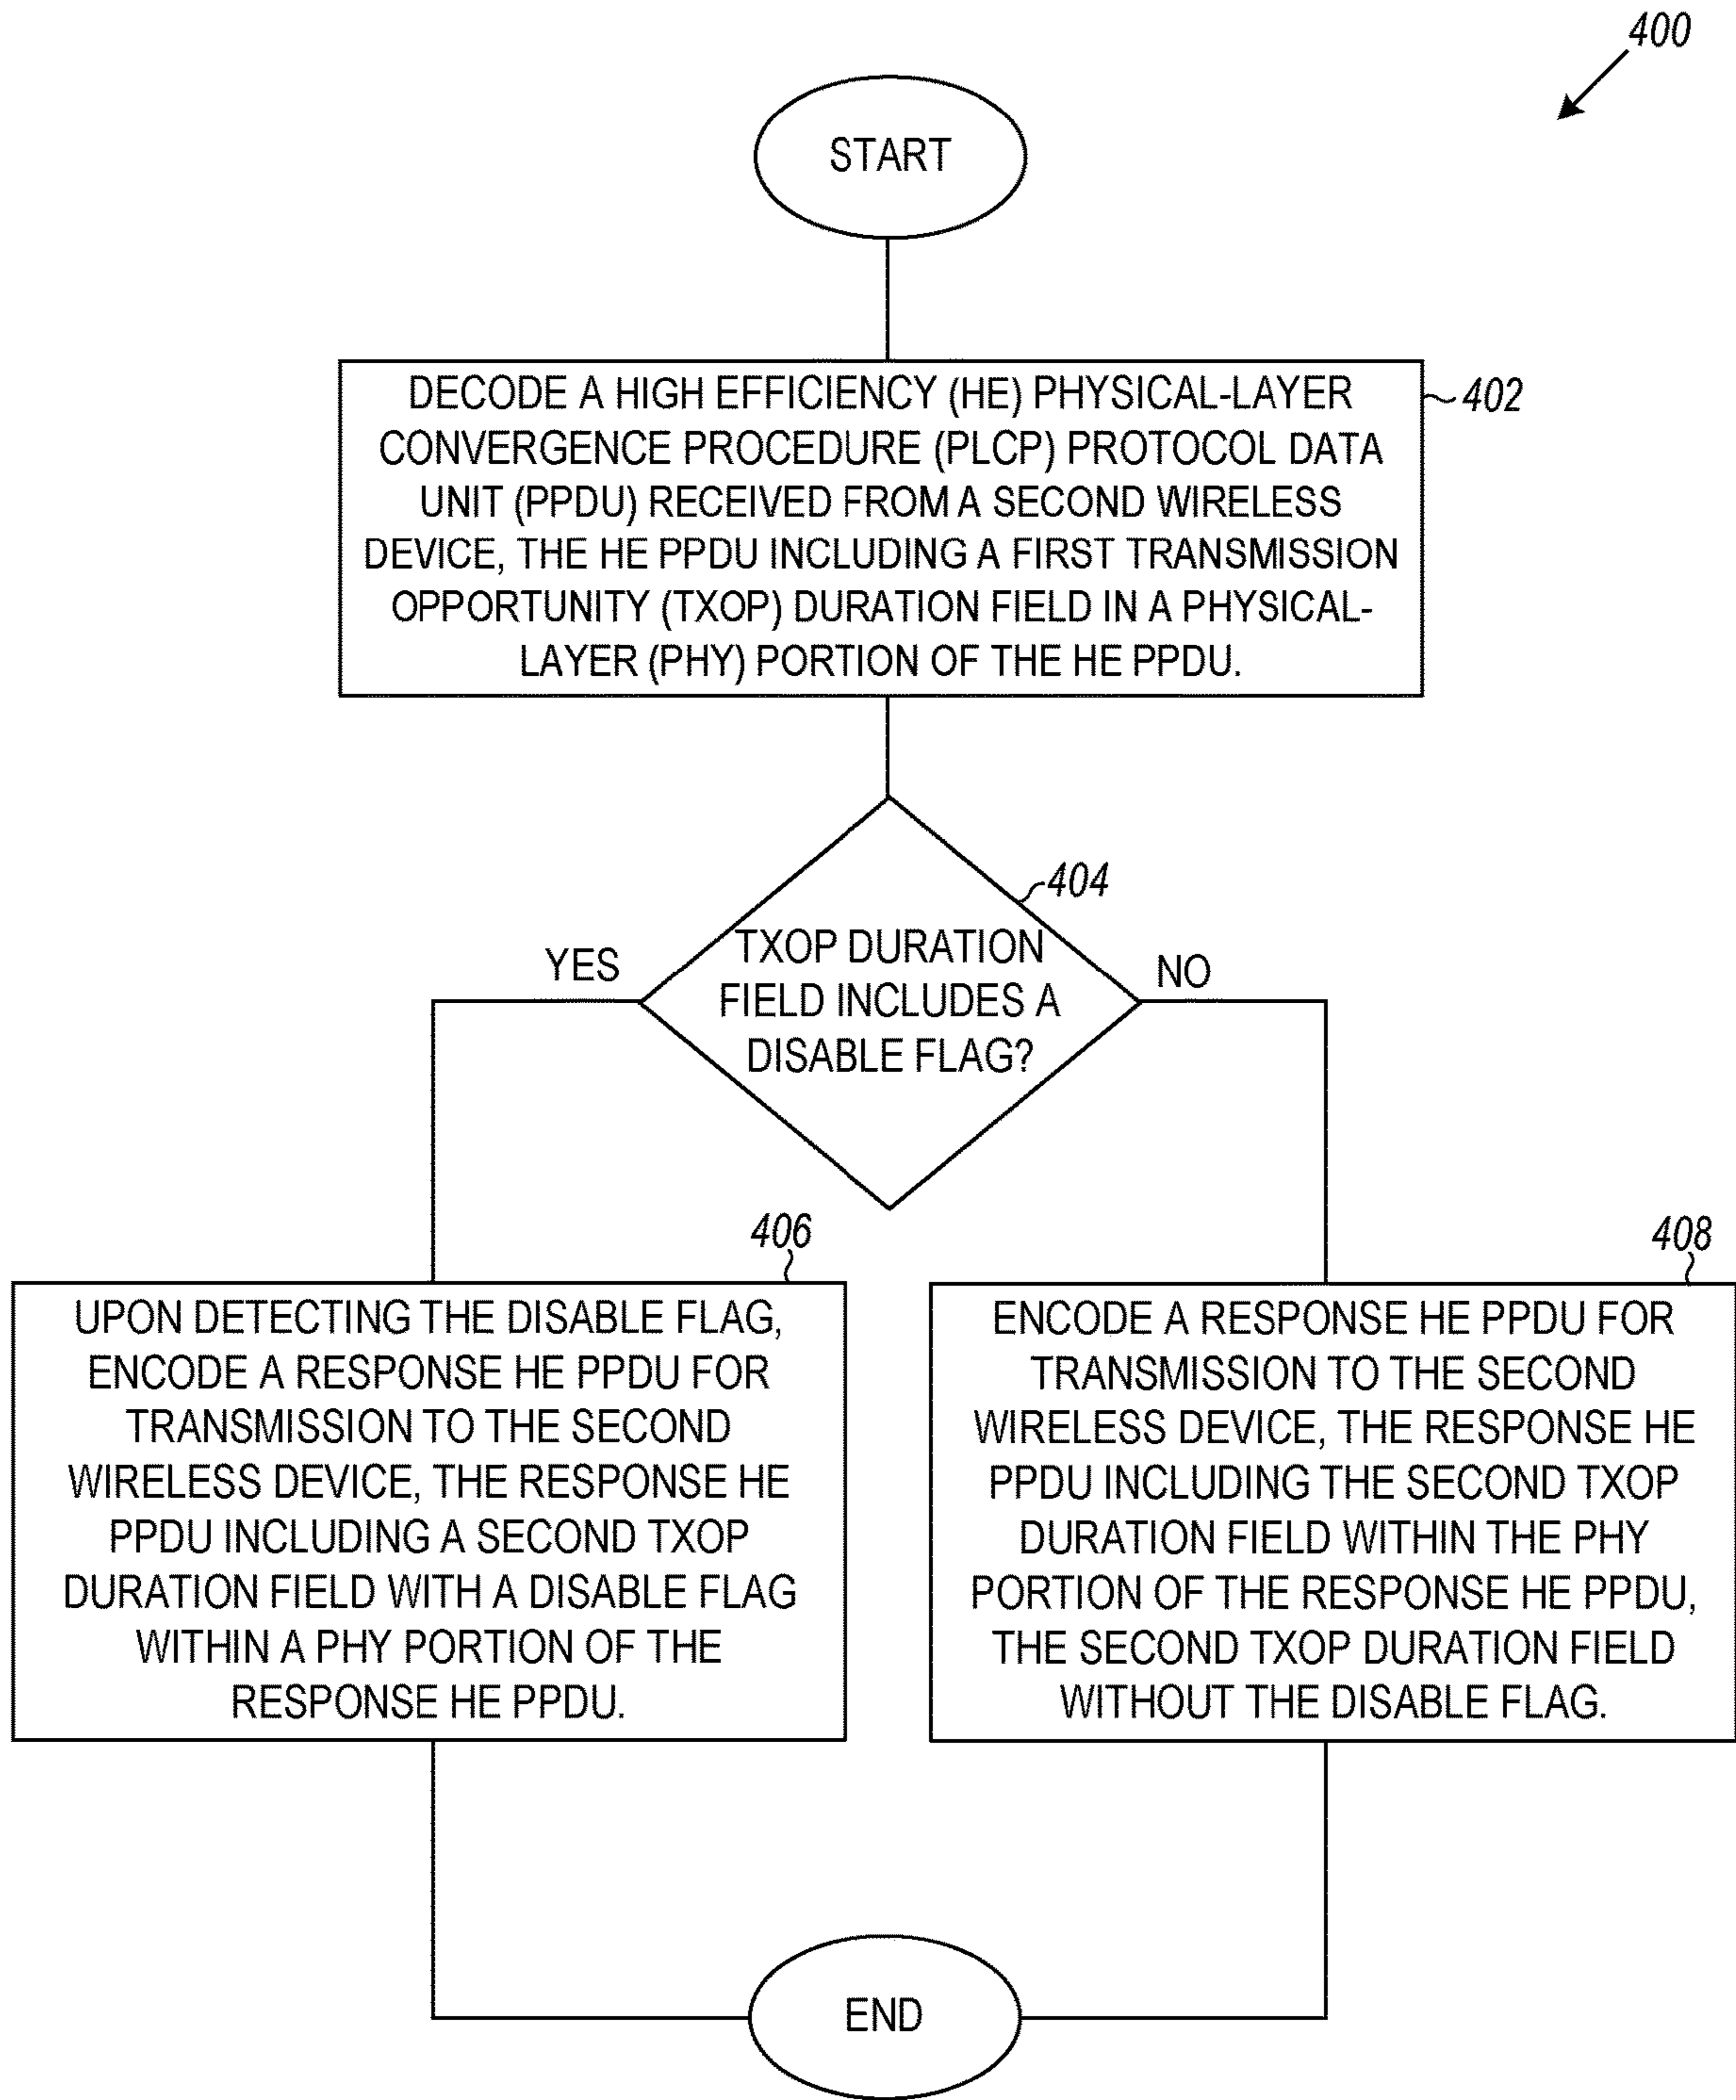 400
START
DECODE A HIGH EFFICIENCY (HE) PHYSICAL-LAYER
CONVERGENCE PROCEDURE (PLCP) PROTOCOL DATA
UNIT (PPDU) RECEIVED FROM A SECOND WIRELESS
DEVICE, THE HE PPDU INCLUDING A FIRST TRANSMISSION
OPPORTUNITY (TXOP) DURATION FIELD IN A PHYSICAL-
LAYER (PHY) PORTION OF THE HE PPDU.
402
404
TXOP DURATION
FIELD INCLUDES A
DISABLE FLAG?
YES
NO
406
UPON DETECTING THE DISABLE FLAG,
ENCODE A RESPONSE HE PPDU FOR
TRANSMISSION TO THE SECOND
WIRELESS DEVICE, THE RESPONSE HE
PPDU INCLUDING A SECOND TXOP
DURATION FIELD WITH A DISABLE FLAG
WITHIN A PHY PORTION OF THE
RESPONSE HE PPDU.
408
ENCODE A RESPONSE HE PPDU FOR
TRANSMISSION TO THE SECOND
WIRELESS DEVICE, THE RESPONSE HE
PPDU INCLUDING THE SECOND TXOP
DURATION FIELD WITHIN THE PHY
PORTION OF THE RESPONSE HE PPDU,
THE SECOND TXOP DURATION FIELD
WITHOUT THE DISABLE FLAG.
END